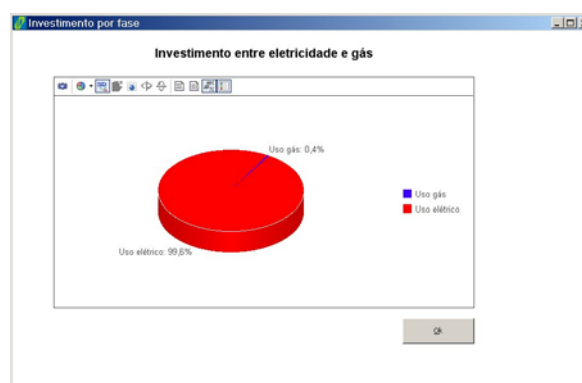 Investimento por fase
Investimento entre eletricidade e gás
Uso gás: 0,4%
Uso gás
Uso elétrico
Uso elétrico: 99,6%
Ok